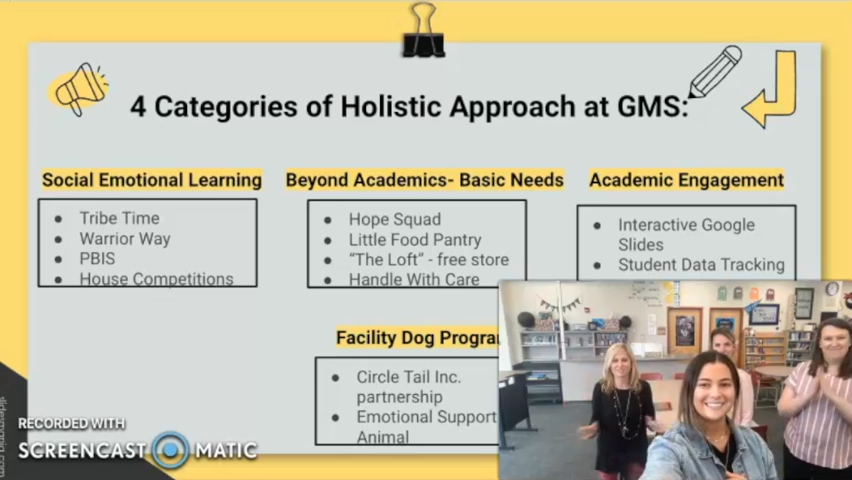 4 Categories of Holistic Approach at GMS:
Social Emotional Learning
Tribe Time
Warrior Way
PBIS
House Competitions
Beyond Academics- Basic Needs
Hope Squad
Little Food Pantry
“The Loft” - free store
Handle With Care
Academic Engagement
Interactive Google
Slides
Student Data Tracking
Facility Dog Progra
Circle Tail Inc.
partnership
Emotional Support
Animal
RECORDED WITH
SCREENCAST MATIC
slidesmania.com